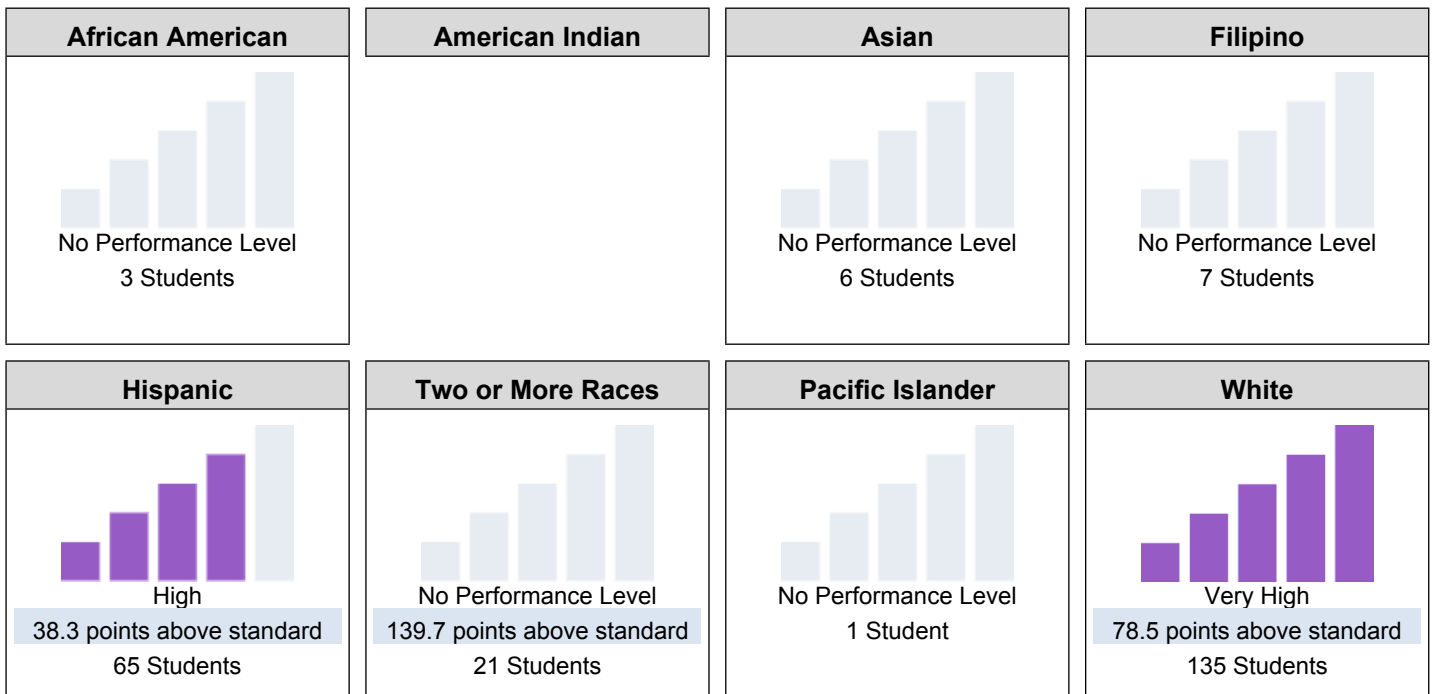 African American
American Indian
Asian
Filipino
No Performance Level
3 Students
No Performance Level
6 Students
No Performance Level
7 Students
Hispanic
Two or More Races
Pacific Islander
White
High
38.3 points above standard
65 Students
No Performance Level
139.7 points above standard
21 Students
No Performance Level
1 Student
Very High
78.5 points above standard
135 Students